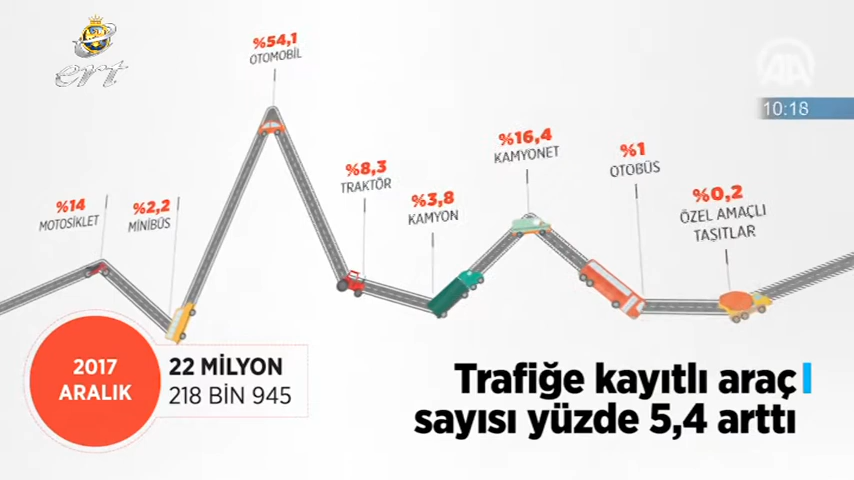 ert
AA
10:18
%54,1
OTOMOBİL
%14
MOTOSİKLET
%2,2
MİNİBÜS
%8,3
TRAKTÖR
%3,8
KAMYON
%16,4
KAMYONET
%1
OTOBÜS
%0,2
ÖZEL AMAÇLI
TAŞITLAR
2017
ARALIK
22 MİLYON
218 BİN 945
Trafiğe kayıtlı araç
sayısı yüzde 5,4 arttı